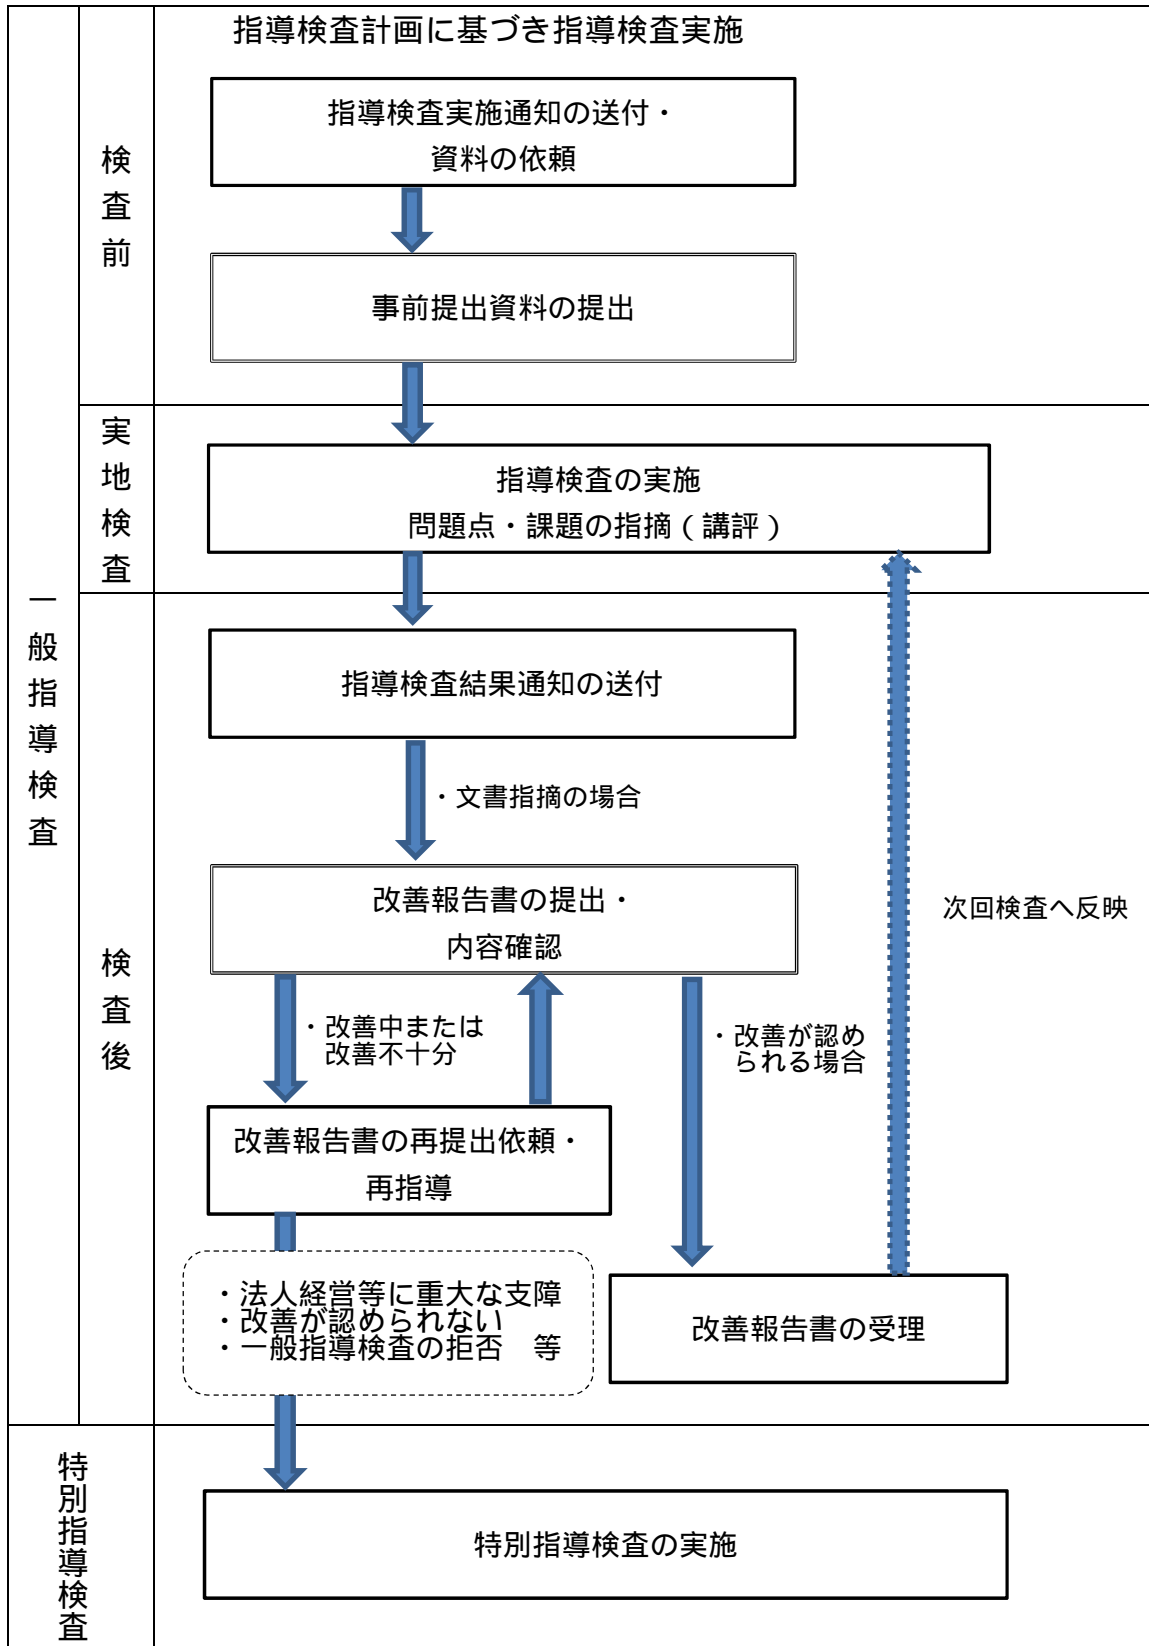 指導検査計画に基づき指導検査実施
一般指導検査
検査前
指導検査実施通知の送付・
資料の依頼
事前提出資料の提出
実地検査
指導検査の実施
問題点・課題の指摘(講評)
検査後
指導検査結果通知の送付
・文書指摘の場合
改善報告書の提出・
内容確認
次回検査へ反映
・改善中または
改善不十分
・改善が認め
られる場合
改善報告書の再提出依頼・
再指導
・法人経営等に重大な支障
・改善が認められない
・一般指導検査の拒否 等
改善報告書の受理
特別指導検査
特別指導検査の実施